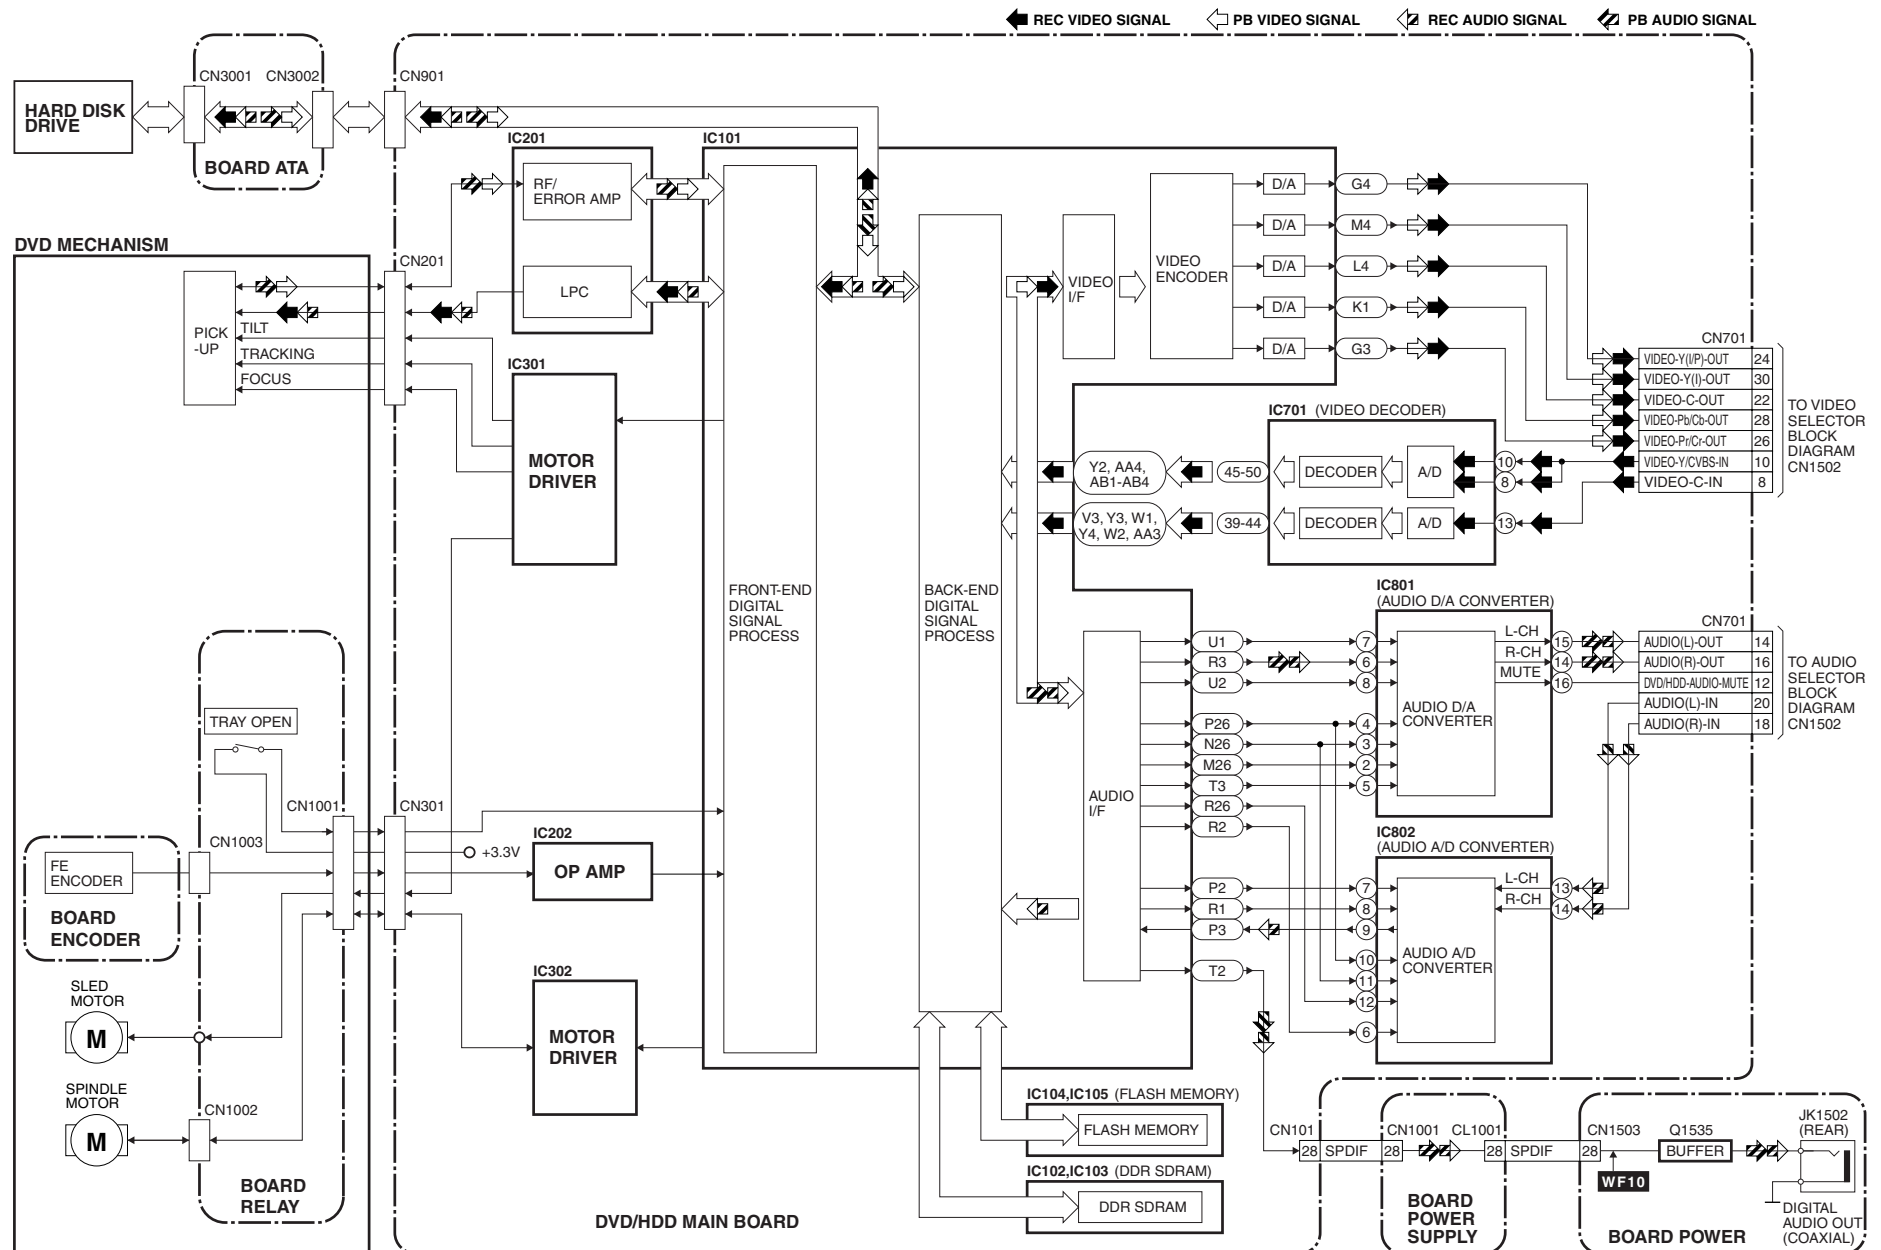 REC VIDEO SIGNAL
PB VIDEO SIGNAL
REC AUDIO SIGNAL
PB AUDIO SIGNAL
CN3001
CN3002
CN901
HARD DISK
DRIVE
BOARD ATA
IC201
IC101
RF/
ERROR AMP
LPC
DVD MECHANISM
CN201
PICK
-UP
TILT
TRACKING
FOCUS
IC301
MOTOR
DRIVER
FRONT-END
DIGITAL
SIGNAL
PROCESS
BACK-END
DIGITAL
SIGNAL
PROCESS
VIDEO
I/F
VIDEO
ENCODER
D/A
G4
D/A
M4
D/A
L4
D/A
K1
D/A
G3
CN701
VIDEO-Y(I/P)-OUT 24
VIDEO-Y(I)-OUT 30
VIDEO-C-OUT 22
VIDEO-Pb/Cb-OUT 28
VIDEO-Pr/Cr-OUT 26
VIDEO-Y/CVBS-IN 10
VIDEO-C-IN 8
TO VIDEO
SELECTOR
BLOCK
DIAGRAM
CN1502
IC701 (VIDEO DECODER)
Y2, AA4,
AB1-AB4
45-50
DECODER
A/D
10
8
V3, Y3, W1,
Y4, W2, AA3
39-44
DECODER
A/D
13
IC801
(AUDIO D/A CONVERTER)
AUDIO
I/F
U1
R3
U2
P26
N26
M26
T3
R26
R2
P2
R1
P3
T2
7
6
8
4
3
2
5
AUDIO D/A
CONVERTER
L-CH
R-CH
MUTE
15
14
16
CN701
AUDIO(L)-OUT 14
AUDIO(R)-OUT 16
DVD/HDD-AUDIO-MUTE 12
AUDIO(L)-IN 20
AUDIO(R)-IN 18
TO AUDIO
SELECTOR
BLOCK
DIAGRAM
CN1502
IC802
(AUDIO A/D CONVERTER)
7
8
9
10
11
12
6
AUDIO A/D
CONVERTER
L-CH
R-CH
13
14
TRAY OPEN
CN1001
CN301
CN1003
+3.3V
IC202
OP AMP
FE
ENCODER
BOARD
ENCODER
SLED
MOTOR
M
SPINDLE
MOTOR
M
CN1002
BOARD
RELAY
IC302
MOTOR
DRIVER
IC104,IC105 (FLASH MEMORY)
FLASH MEMORY
IC102,IC103 (DDR SDRAM)
DDR SDRAM
DVD/HDD MAIN BOARD
CN101
28 SPDIF 28
CN1001
CL1001
28 SPDIF 28
CN1503
WF10
Q1535
BUFFER
JK1502
(REAR)
DIGITAL
AUDIO OUT
(COAXIAL)
BOARD
POWER
SUPPLY
BOARD POWER